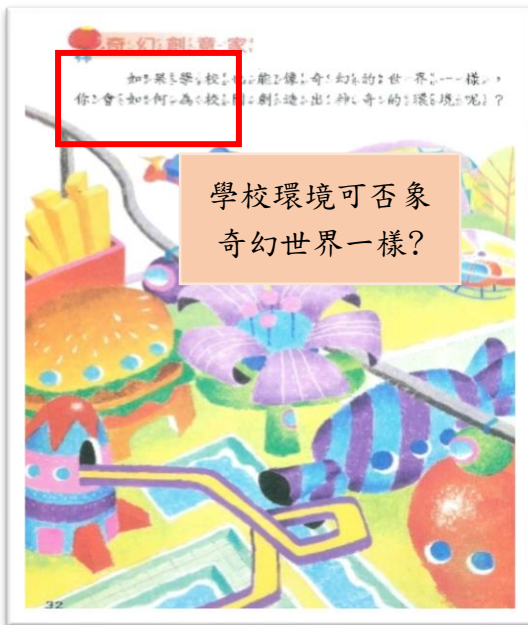 奇幻創意家
如果學校也能像奇幻的世界一樣，
你會如何為校園創造出神奇的環境呢？
學校環境可否象
奇幻世界一樣?
32